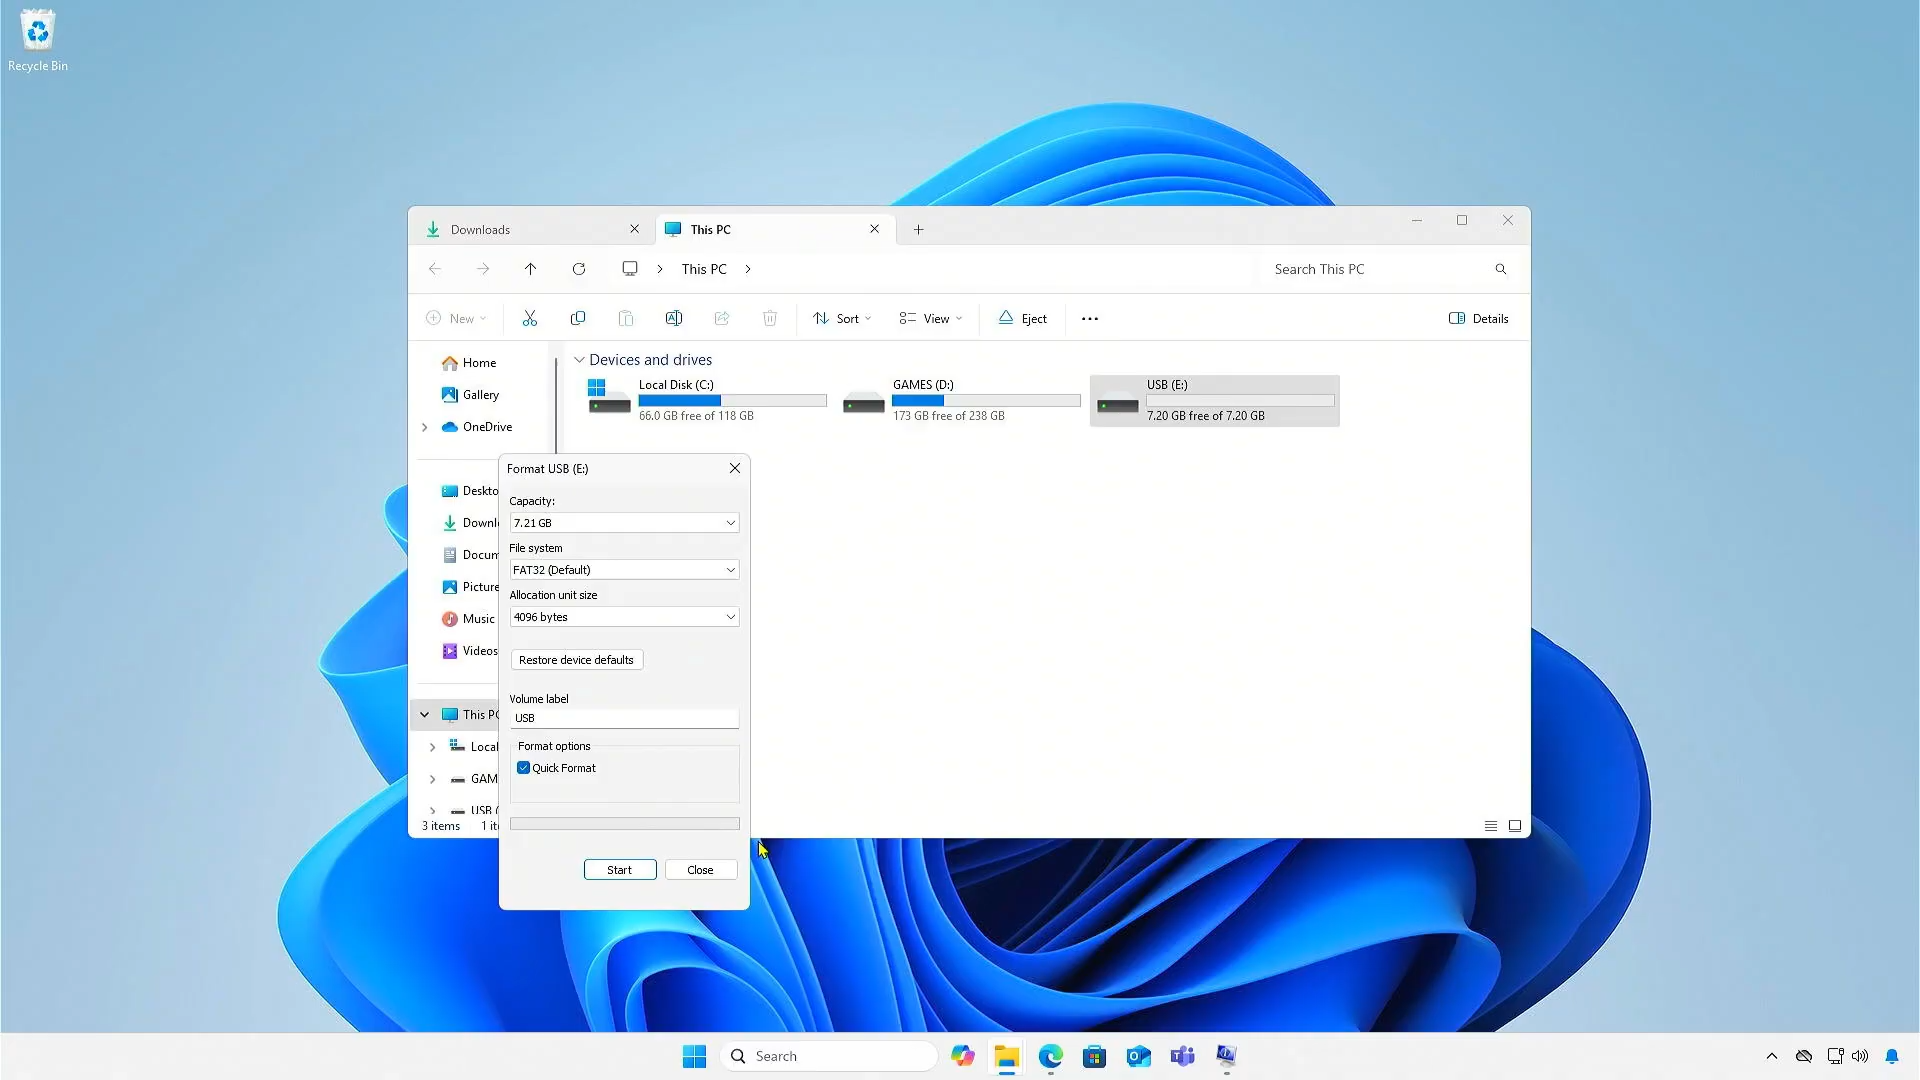 Recycle Bin
Downloads
This PC
This PC
Search This PC
New
Sort
View
Eject
Details
Home
Gallery
OneDrive
Devices and drives
Local Disk (C:)
66.0 GB free of 118 GB
GAMES (D:)
173 GB free of 238 GB
USB (E:)
7.20 GB free of 7.20 GB
Deskto
Downl
Docum
Picture
Music
Videos
This PC
Local
GAM
USB (
3 items
1 it
Format USB (E:)
Capacity:
7.21 GB
File system
FAT32 (Default)
Allocation unit size
4096 bytes
Restore device defaults
Volume label
USB
Format options
Quick Format
Start
Close
Search